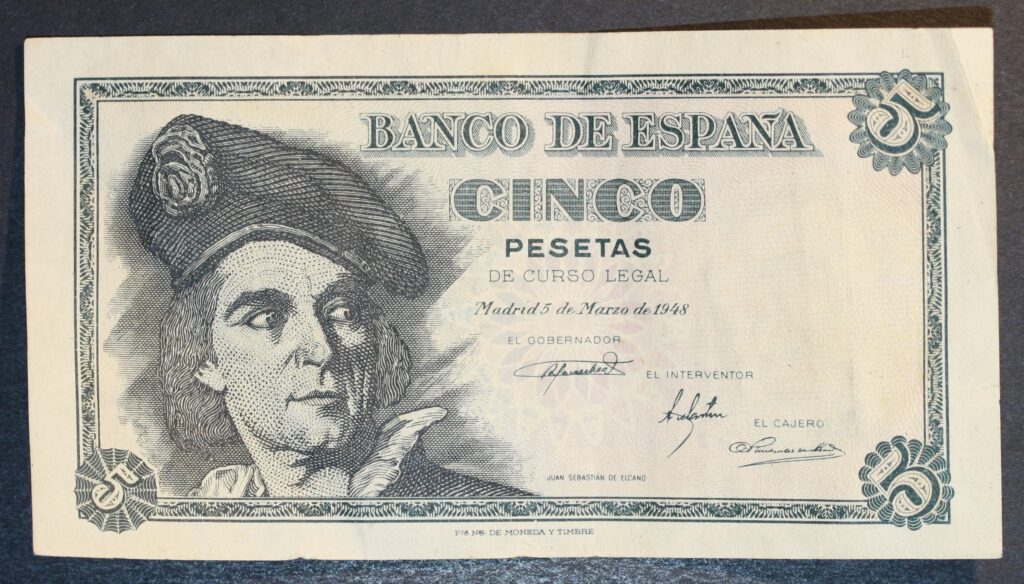 BANCO DE ESPAÑA
5
CINCO
PESETAS
DE CURSO LEGAL
Madrid 5 de Marzo de 1948
EL GOBERNADOR
EL INTERVENTOR
EL CAJERO
JUAN SEBASTIÁN DE ELCANO
5
5
Fca Nal DE MONEDA Y TIMBRE